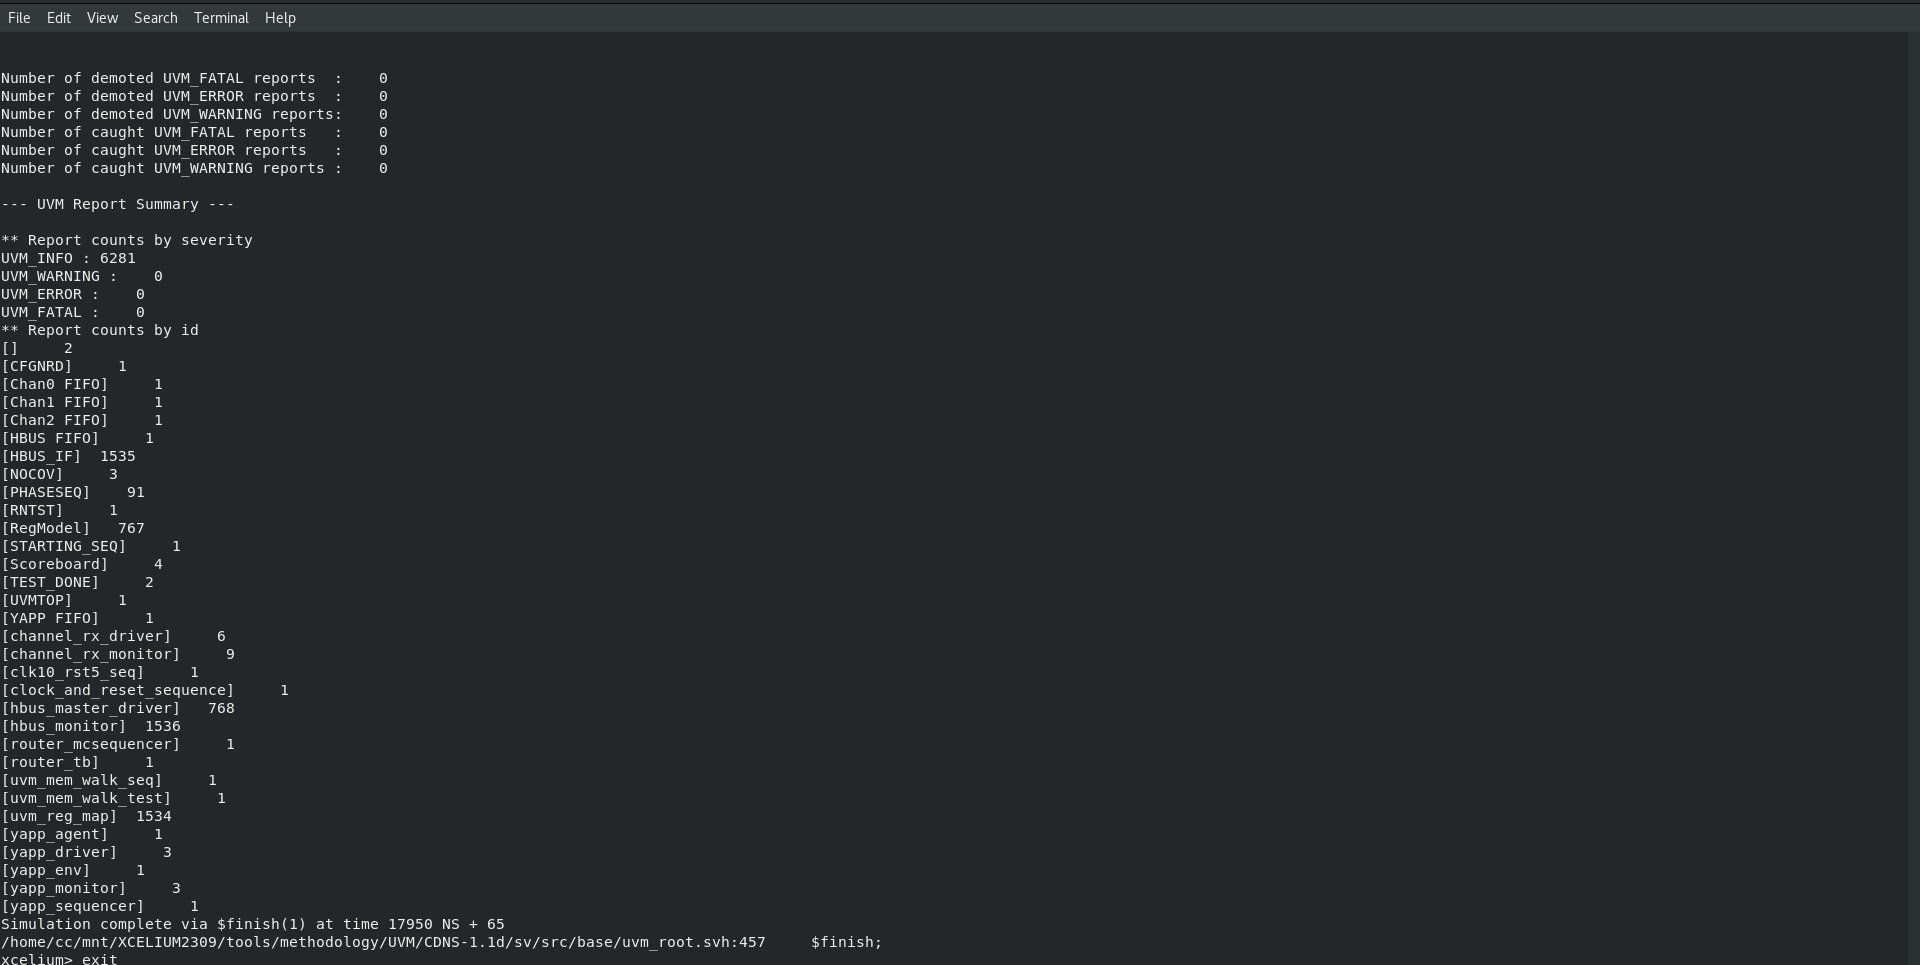 File Edit View Search Terminal Help
Number of demoted UVM_FATAL reports  :    0
Number of demoted UVM_ERROR reports  :    0
Number of demoted UVM_WARNING reports:    0
Number of caught UVM_FATAL reports   :    0
Number of caught UVM_ERROR reports   :    0
Number of caught UVM_WARNING reports :    0
--- UVM Report Summary ---
** Report counts by severity
UVM_INFO : 6281
UVM_WARNING :    0
UVM_ERROR :    0
UVM_FATAL :    0
** Report counts by id
[]     2
[CFGNRD]     1
[Chan0 FIFO]     1
[Chan1 FIFO]     1
[Chan2 FIFO]     1
[HBUS FIFO]     1
[HBUS_IF]  1535
[NOCOV]     3
[PHASESEQ]    91
[RNTST]     1
[RegModel]   767
[STARTING_SEQ]     1
[Scoreboard]     4
[TEST_DONE]     2
[UVMTOP]     1
[YAPP FIFO]     1
[channel_rx_driver]     6
[channel_rx_monitor]     9
[clk10_rst5_seq]     1
[clock_and_reset_sequence]     1
[hbus_master_driver]   768
[hbus_monitor]  1536
[router_mcsequencer]     1
[router_tb]     1
[uvm_mem_walk_seq]     1
[uvm_mem_walk_test]     1
[uvm_reg_map]  1534
[yapp_agent]     1
[yapp_driver]     3
[yapp_env]     1
[yapp_monitor]     3
[yapp_sequencer]     1
Simulation complete via $finish(1) at time 17950 NS + 65
/home/cc/mnt/XCELIUM2309/tools/methodology/UVM/CDNS-1.1d/sv/src/base/uvm_root.svh:457     $finish;
xcelium> exit